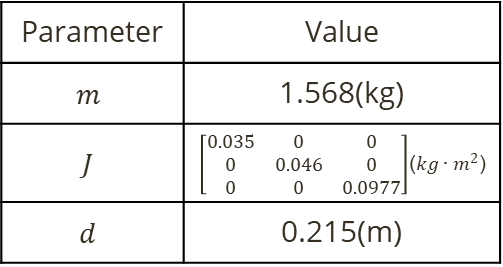 Parameter Value
m 1.568(kg)
J [0.035 0 0
0 0.046 0
0 0 0.0977] (kg · m²)
d 0.215(m)